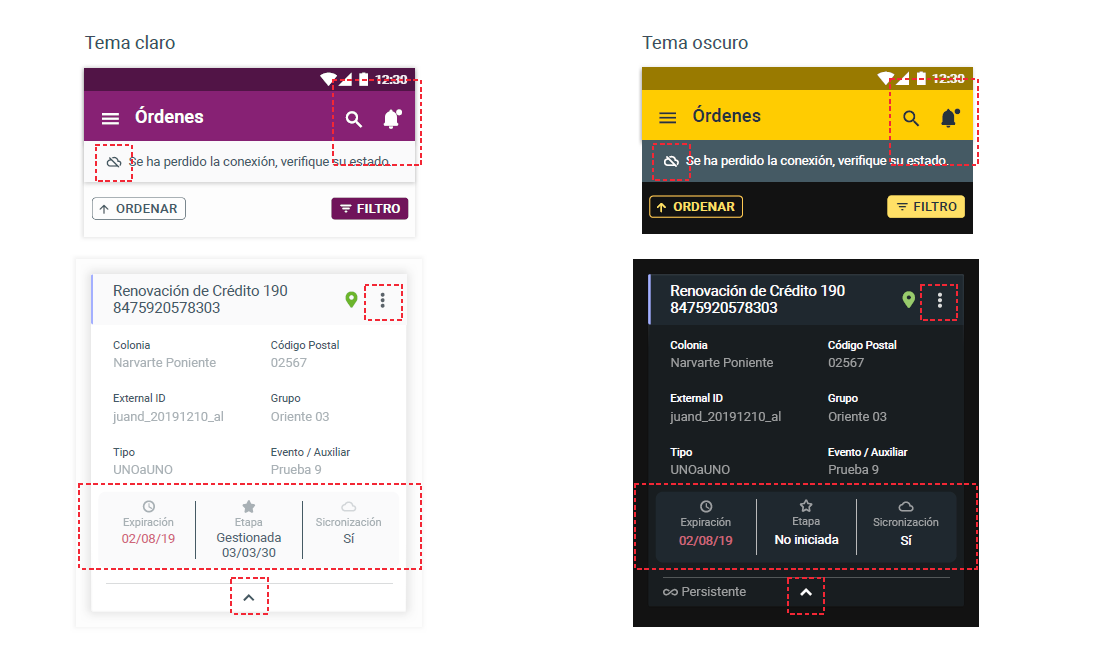 Tema claro
12:30
Órdenes
Se ha perdido la conexión, verifique su estado.
ORDENAR
FILTRO
Renovación de Crédito 190
8475920578303
Colonia
Código Postal
Narvarte Poniente
02567
External ID
Grupo
juand_20191210_al
Oriente 03
Tipo
Evento / Auxiliar
UNOaUNO
Prueba 9
Expiración
Etapa
Sicronización
02/08/19
Gestionada
03/03/30
Sí
Tema oscuro
12:30
Órdenes
Se ha perdido la conexión, verifique su estado.
ORDENAR
FILTRO
Renovación de Crédito 190
8475920578303
Colonia
Código Postal
Narvarte Poniente
02567
External ID
Grupo
juand_20191210_al
Oriente 03
Tipo
Evento / Auxiliar
UNOaUNO
Prueba 9
Expiración
Etapa
Sicronización
02/08/19
No iniciada
Sí
Persistente